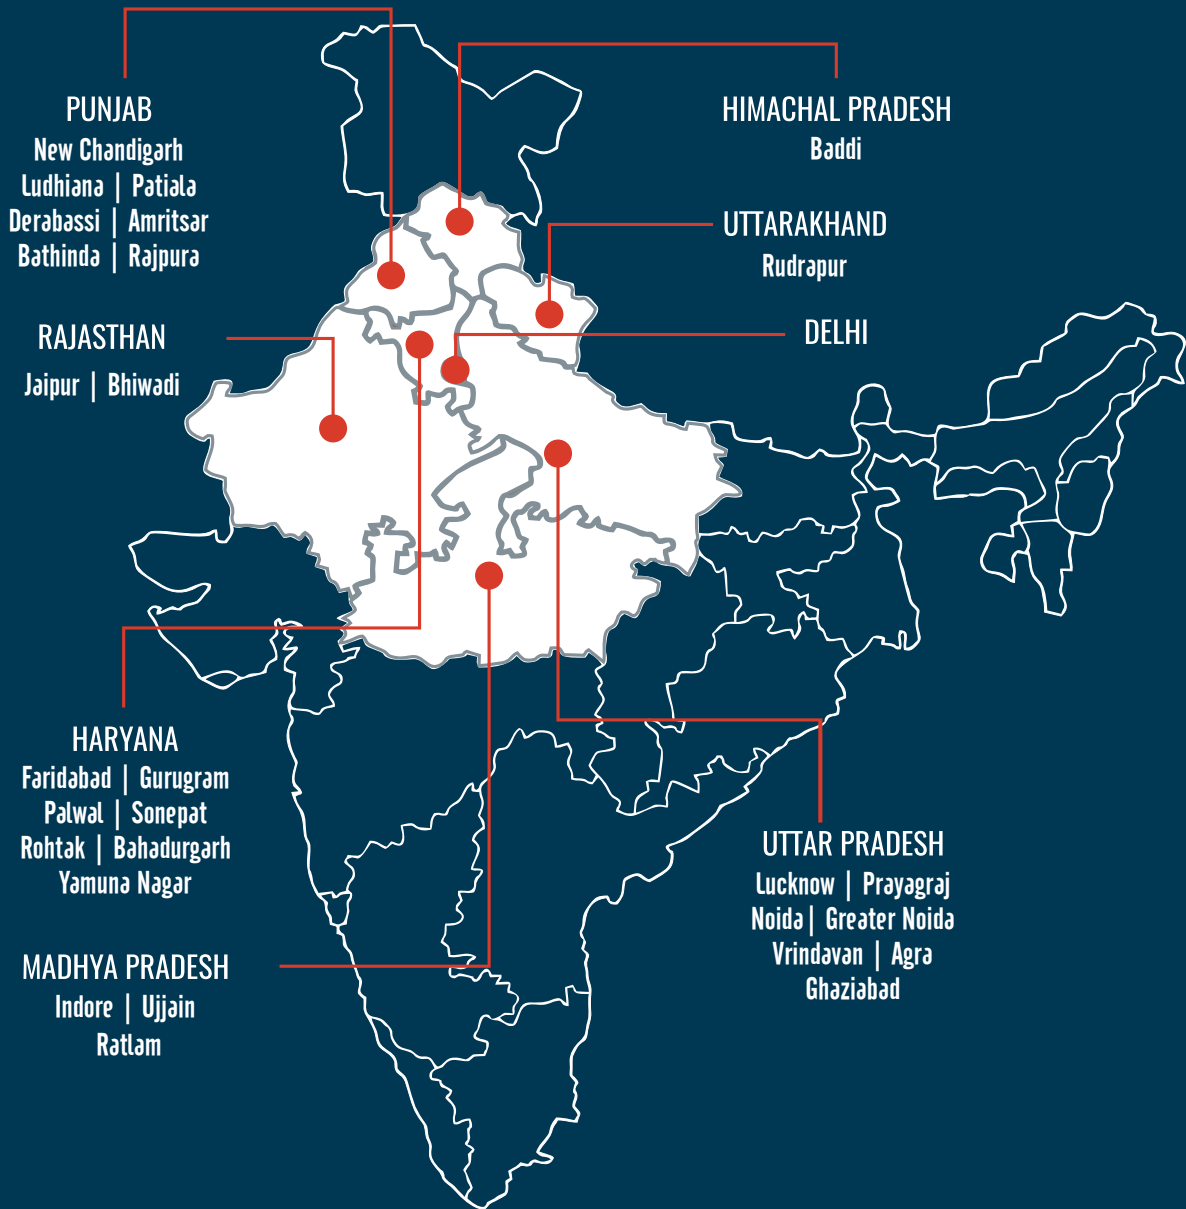 PUNJAB
New Chandigarh
Ludhiana | Patiala
Derabassi | Amritsar
Bathinda | Rajpura
RAJASTHAN
Jaipur | Bhiwadi
HARYANA
Faridabad | Gurugram
Palwal | Sonepat
Rohtak | Bahadurgarh
Yamuna Nagar
MADHYA PRADESH
Indore | Ujjain
Ratlam
HIMACHAL PRADESH
Baddi
UTTARAKHAND
Rudrapur
DELHI
UTTAR PRADESH
Lucknow | Prayagraj
Noida | Greater Noida
Vrindavan | Agra
Ghaziabad